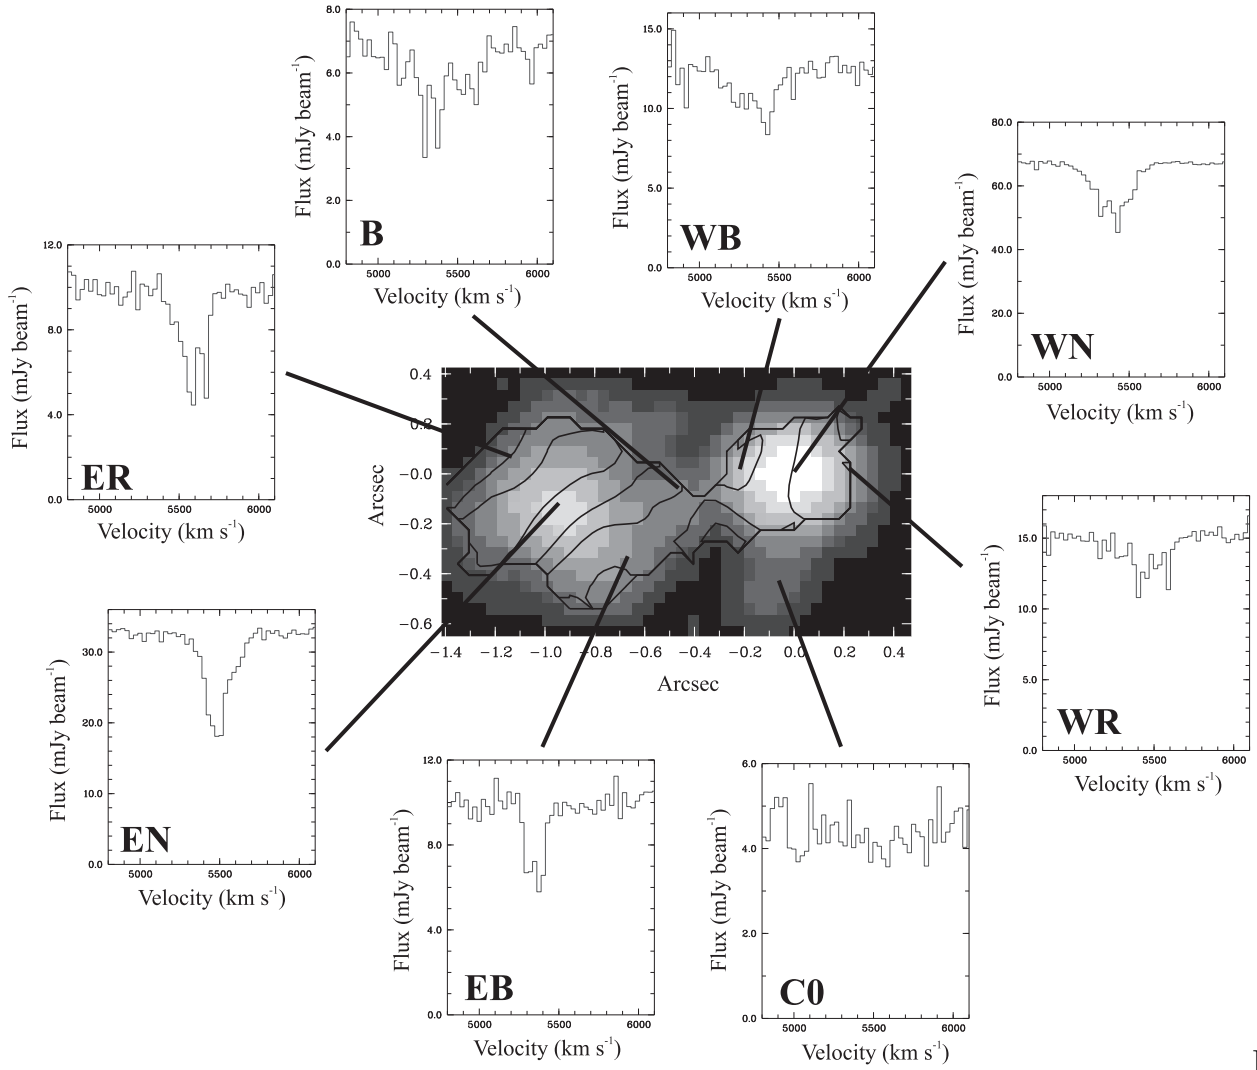 8.0
6.0
4.0
2.0
0.0
Flux (mJy beam-1)
B
5000 5500 6000
Velocity (km s-1)
15.0
10.0
5.0
0.0
Flux (mJy beam-1)
WB
5000 5500 6000
Velocity (km s-1)
80.0
60.0
40.0
20.0
0.0
Flux (mJy beam-1)
WN
5000 5500 6000
Velocity (km s-1)
12.0
8.0
4.0
0.0
Flux (mJy beam-1)
ER
5000 5500 6000
Velocity (km s-1)
0.4
0.2
−0.0
−0.2
−0.4
−0.6
Arcsec
−1.4 −1.2 −1.0 −0.8 −0.6 −0.4 −0.2 0.0 0.2 0.4
Arcsec
15.0
10.0
5.0
0.0
Flux (mJy beam-1)
WR
5000 5500 6000
Velocity (km s-1)
30.0
20.0
10.0
0.0
Flux (mJy beam-1)
EN
5000 5500 6000
Velocity (km s-1)
12.0
8.0
4.0
0.0
Flux (mJy beam-1)
EB
5000 5500 6000
Velocity (km s-1)
6.0
4.0
2.0
0.0
Flux (mJy beam-1)
C0
5000 5500 6000
Velocity (km s-1)